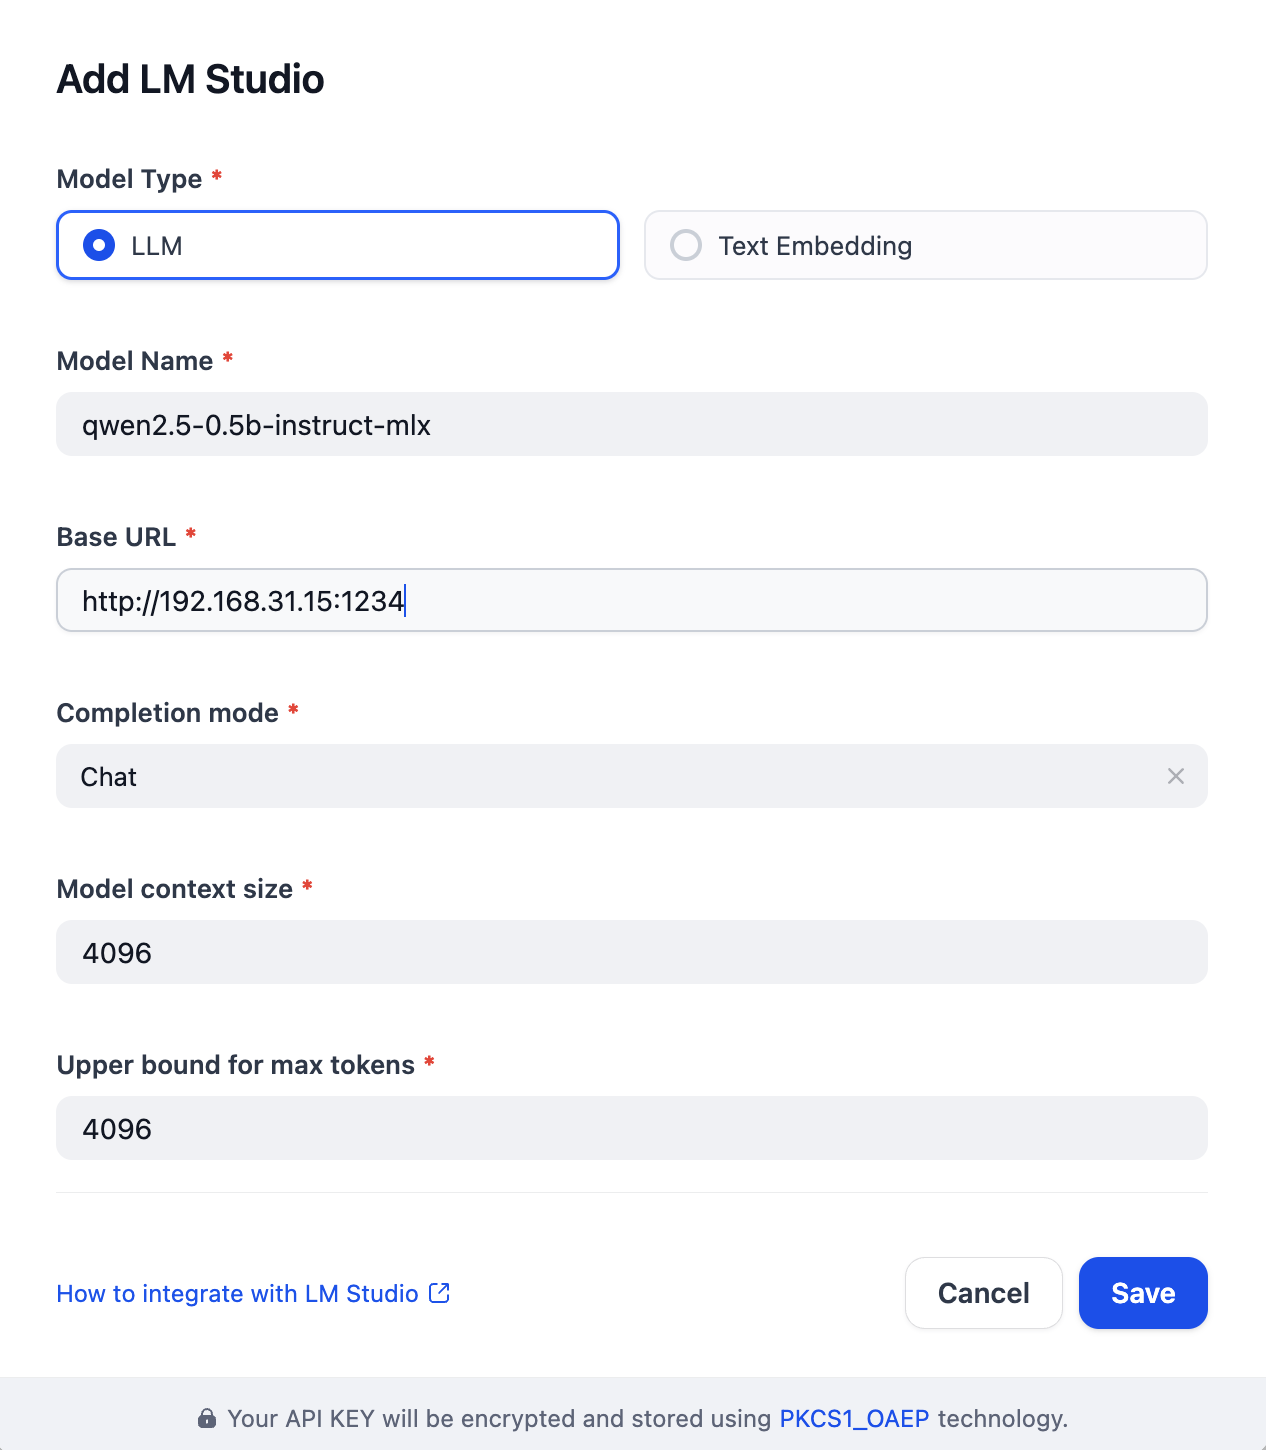 Add LM Studio
Model Type *
LLM
Text Embedding
Model Name *
qwen2.5-0.5b-instruct-mlx
Base URL *
http://192.168.31.15:1234
Completion mode *
Chat
Model context size *
4096
Upper bound for max tokens *
4096
How to integrate with LM Studio
Cancel
Save
Your API KEY will be encrypted and stored using PKCS1_OAEP technology.